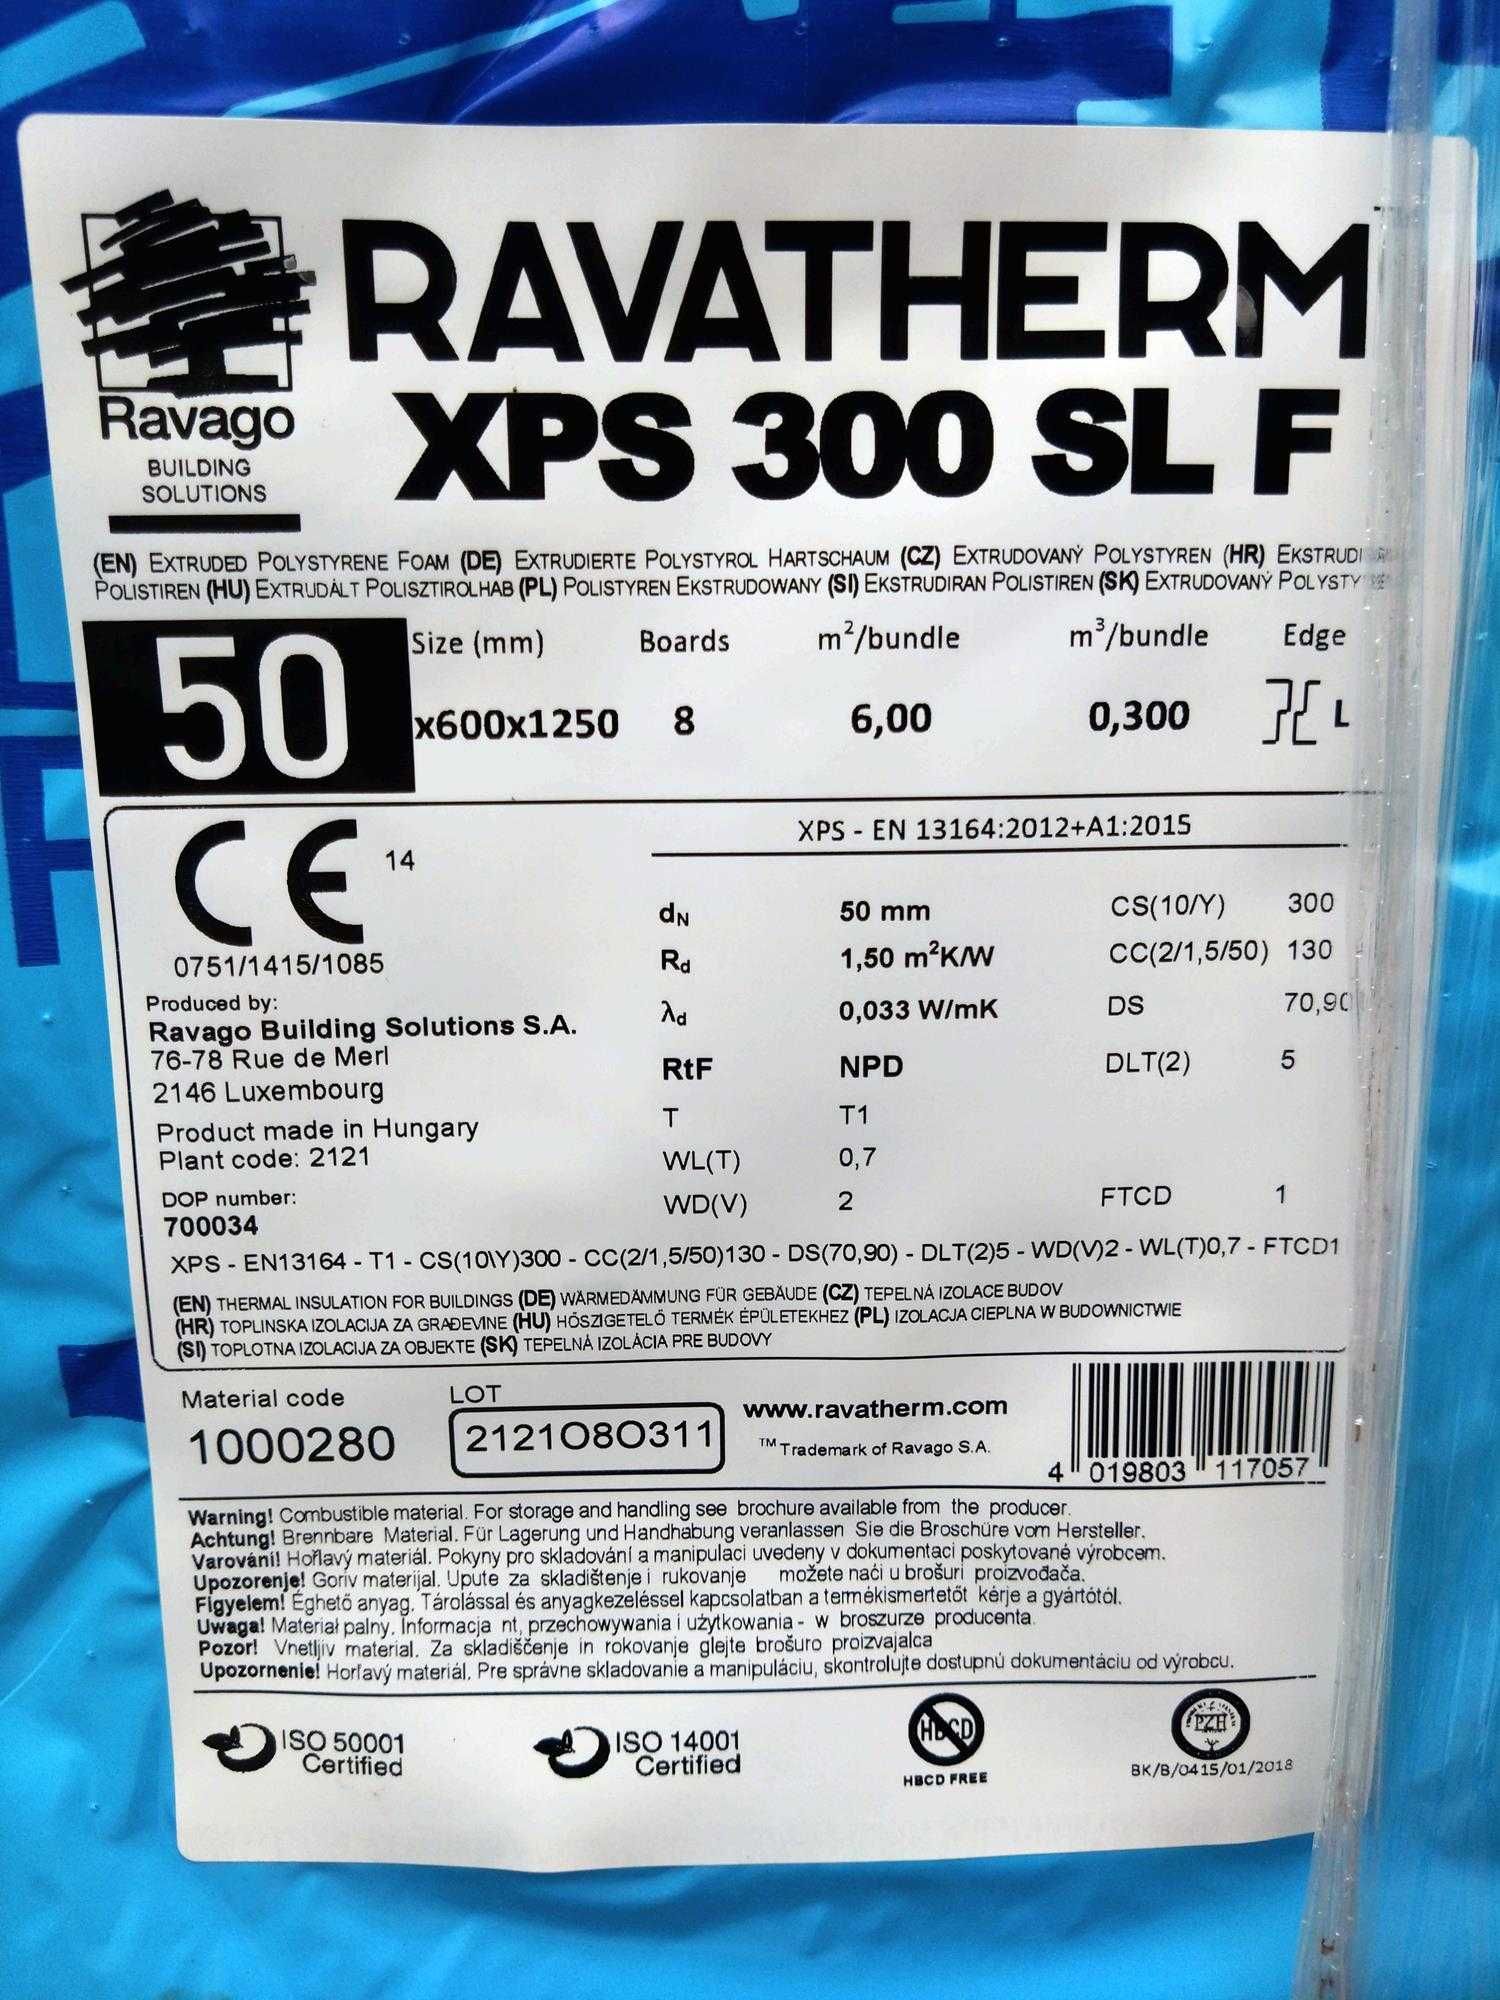 RAVATHERM
XPS 300 SL F
Ravago
BUILDING
SOLUTIONS
(EN) EXTRUDED POLYSTYRENE FOAM (DE) EXTRUDIERTE POLYSTYROL HARTSCHAUM (CZ) EXTRUDOVANÝ POLYSTYREN (HR)
POLISTIREN (HU) EXTRUDÁLT POLISZTIROLHAB (PL) POLISTYREN EKSTRUDOWANY (SI) EKSTRUDIRAN POLISTIREN (SK) EXTRUDOVANÝ
Size (mm) Boards m²/bundle m³/bundle Edge
50 x600x1250 8 6,00 0,300 L
CE 14
0751/1415/1085
Produced by:
Ravago Building Solutions S.A.
76-78 Rue de Merl
2146 Luxembourg
Product made in Hungary
Plant code: 2121
DOP number:
700034
XPS - EN 13164:2012+A1:2015
dN 50 mm CS(10/Y) 300
Rd 1,50 m²K/W CC(2/1,5/50) 130
λd 0,033 W/mK DS 70,90
RtF NPD DLT(2) 5
T T1
WL(T) 0,7
WD(V) 2 FTCD 1
XPS - EN13164 - T1 - CS(10\Y)300 - CC(2/1,5/50)130 - DS(70,90) - DLT(2)5 - WD(V)2 - WL(T)0,7 - FTCD1
(EN) THERMAL INSULATION FOR BUILDINGS (DE) WÄRMEDÄMMUNG FÜR GEBÄUDE (CZ) TEPELNÁ IZOLACE BUDOV
(HR) TOPLINSKA IZOLACIJA ZA GRAĐEVINE (HU) HŐSZIGETELŐ TERMÉK ÉPÜLETEKHEZ (PL) IZOLACJA CIEPLNA W BUDOWNICTWIE
(SI) TOPLOTNA IZOLACIJA ZA OBJEKTE (SK) TEPELNÁ IZOLÁCIA PRE BUDOVY
Material code
1000280
LOT
2121O8O311
www.ravatherm.com
™ Trademark of Ravago S.A.
4 019803 117057
Warning! Combustible material. For storage and handling see brochure available from the producer.
Achtung! Brennbare Material. Für Lagerung und Handhabung veranlassen Sie die Broschüre vom Hersteller.
Varování! Hořlavý materiál. Pokyny pro skladování a manipulaci uvedeny v dokumentaci poskytované výrobcem.
Upozorenje! Goriv materijal. Upute za skladištenje i rukovanje možete naći u brošuri proizvođača.
Figyelem! Éghető anyag. Tárolással és anyagkezeléssel kapcsolatban a termékismertetőt kérje a gyártótól.
Uwaga! Materiał palny. Informacja nt, przechowywania i użytkowania - w broszurze producenta.
Pozor! Vnetljiv material. Za skladiščenje in rokovanje glejte brošuro proizvajalca
Upozornenie! Horľavý materiál. Pre správne skladovanie a manipuláciu, skontrolujte dostupnú dokumentáciu od výrobcu.
ISO 50001
Certified
ISO 14001
Certified
HBCD
HBCD FREE
PZH
BK/B/0415/01/2018